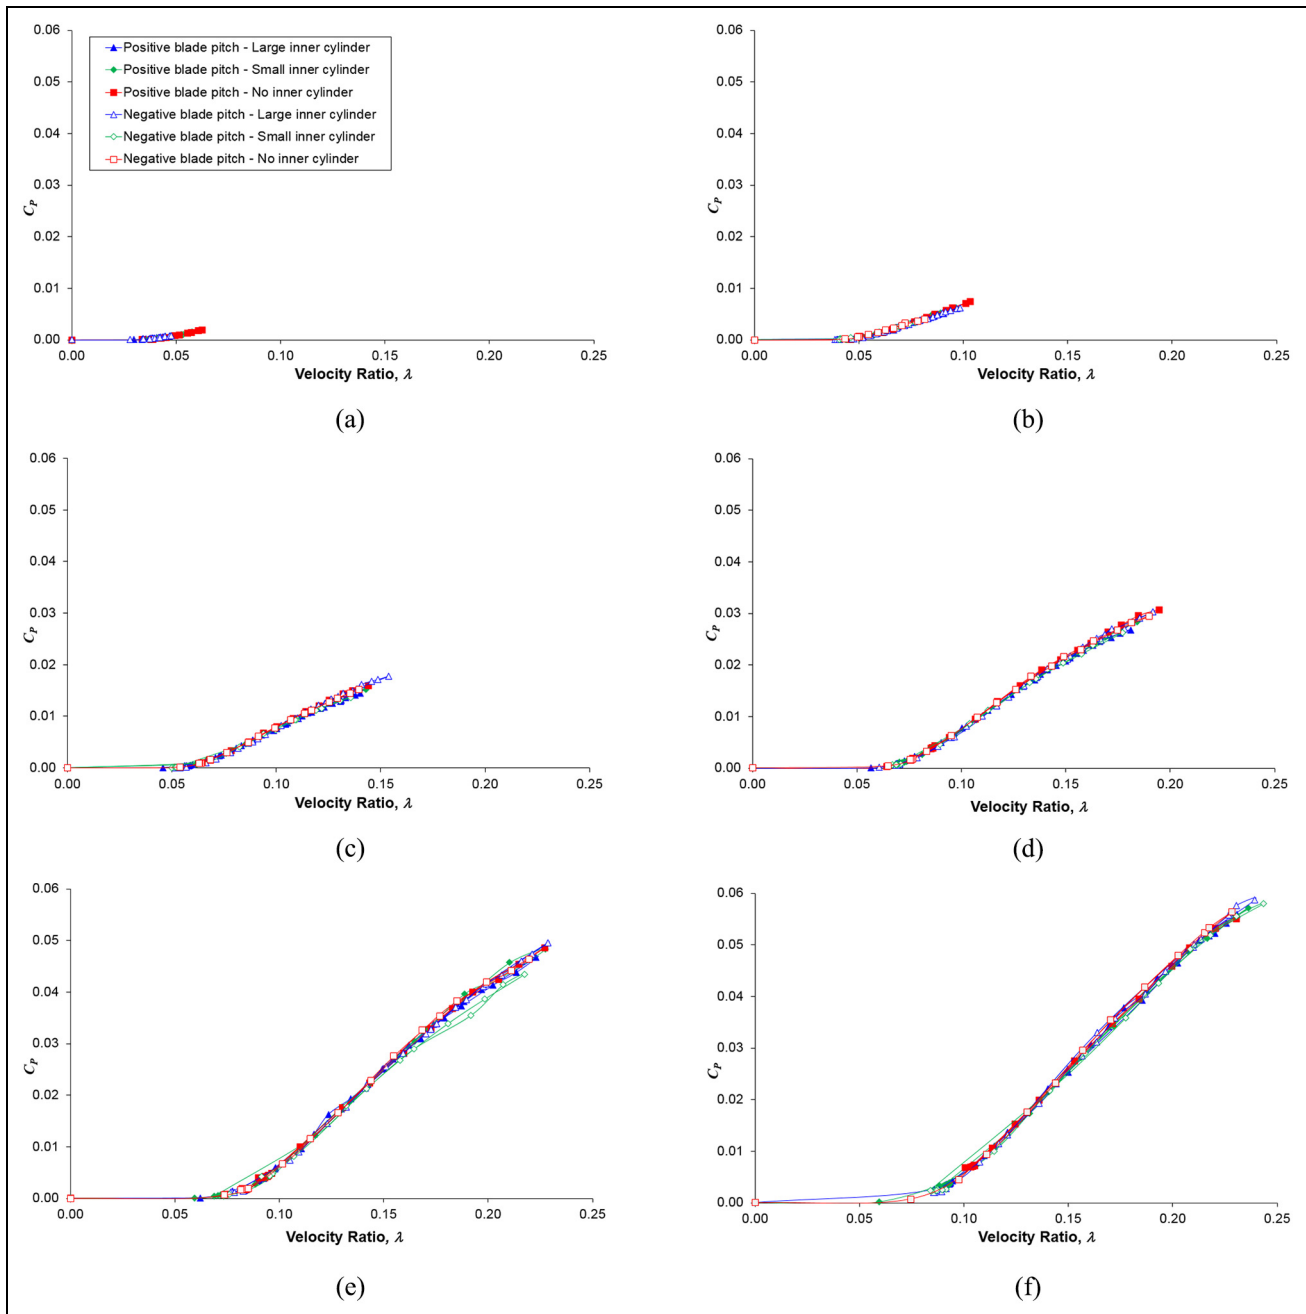 0.06
0.05
0.04
0.03
0.02
0.01
0.00
C_P
Positive blade pitch - Large inner cylinder
Positive blade pitch - Small inner cylinder
Positive blade pitch - No inner cylinder
Negative blade pitch - Large inner cylinder
Negative blade pitch - Small inner cylinder
Negative blade pitch - No inner cylinder
0.00 0.05 0.10 0.15 0.20 0.25
Velocity Ratio, λ
(a)
0.06
0.05
0.04
0.03
0.02
0.01
0.00
C_P
0.00 0.05 0.10 0.15 0.20 0.25
Velocity Ratio, λ
(b)
0.06
0.05
0.04
0.03
0.02
0.01
0.00
C_P
0.00 0.05 0.10 0.15 0.20 0.25
Velocity Ratio, λ
(c)
0.06
0.05
0.04
0.03
0.02
0.01
0.00
C_P
0.00 0.05 0.10 0.15 0.20 0.25
Velocity Ratio, λ
(d)
0.06
0.05
0.04
0.03
0.02
0.01
0.00
C_P
0.00 0.05 0.10 0.15 0.20 0.25
Velocity Ratio, λ
(e)
0.06
0.05
0.04
0.03
0.02
0.01
0.00
C_P
0.00 0.05 0.10 0.15 0.20 0.25
Velocity Ratio, λ
(f)